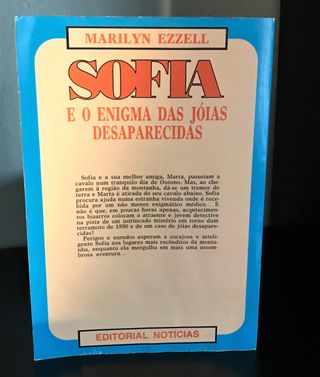 MARILYN EZZELL
SOFIA
E O ENIGMA DAS JÓIAS
DESAPARECIDAS
Sofia e a sua melhor amiga, Marta, passeiam a
cavalo num tranquilo dia de Outono. Mas, ao che-
garem à região da montanha, dá-se um tremor de
terra e Marta é atirada do seu cavalo abaixo. Sofia
procura ajuda numa estranha vivenda onde é rece-
bida por um não menos enigmático médico... E
não é que, em poucas horas apenas, acontecimen-
tos bizarros colocam a atraente e jovem detective
na pista de um intrincado mistério em torno dum
terramoto de 1890 e de um caso de jóias desapare-
cidas?
Perigos e enredos esperam a corajosa e inteli-
gente Sofia nos lugares mais recônditos da monta-
nha, enquanto ela mergulha em mais uma assom-
brosa aventura...
EDITORIAL NOTÍCIAS